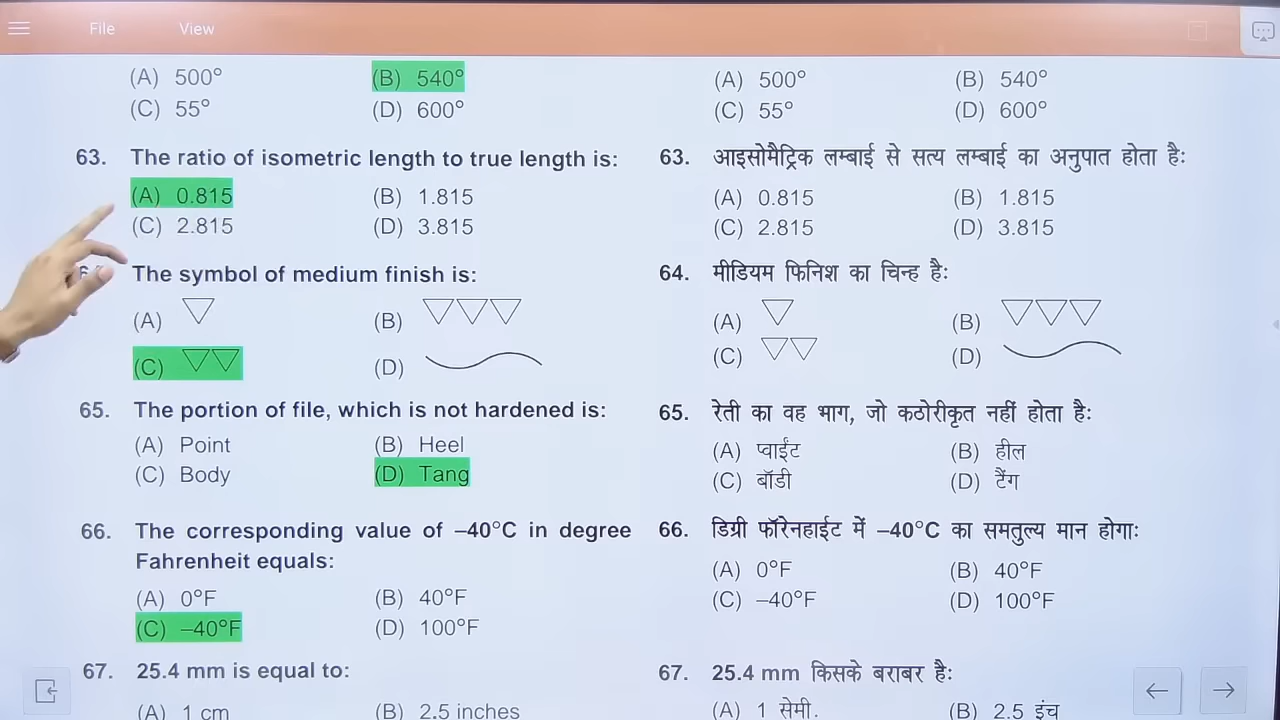 File View
(A) 500° (B) 540°
(C) 55° (D) 600°
63. The ratio of isometric length to true length is:
(A) 0.815 (B) 1.815
(C) 2.815 (D) 3.815
The symbol of medium finish is:
(A) (B)
(C) (D)
65. The portion of file, which is not hardened is:
(A) Point (B) Heel
(C) Body (D) Tang
66. The corresponding value of –40°C in degree
Fahrenheit equals:
(A) 0°F (B) 40°F
(C) –40°F (D) 100°F
67. 25.4 mm is equal to:
(A) 1 cm (B) 2.5 inches
(A) 500° (B) 540°
(C) 55° (D) 600°
63. आइसोमैट्रिक लम्बाई से सत्य लम्बाई का अनुपात होता है:
(A) 0.815 (B) 1.815
(C) 2.815 (D) 3.815
64. मीडियम फिनिश का चिन्ह है:
(A) (B)
(C) (D)
65. रेती का वह भाग, जो कठोरीकृत नहीं होता है:
(A) प्वाईंट (B) हील
(C) बॉडी (D) टैंग
66. डिग्री फॉरेनहाईट में –40°C का समतुल्य मान होगा:
(A) 0°F (B) 40°F
(C) –40°F (D) 100°F
67. 25.4 mm किसके बराबर है:
(A) 1 सेमी. (B) 2.5 इंच